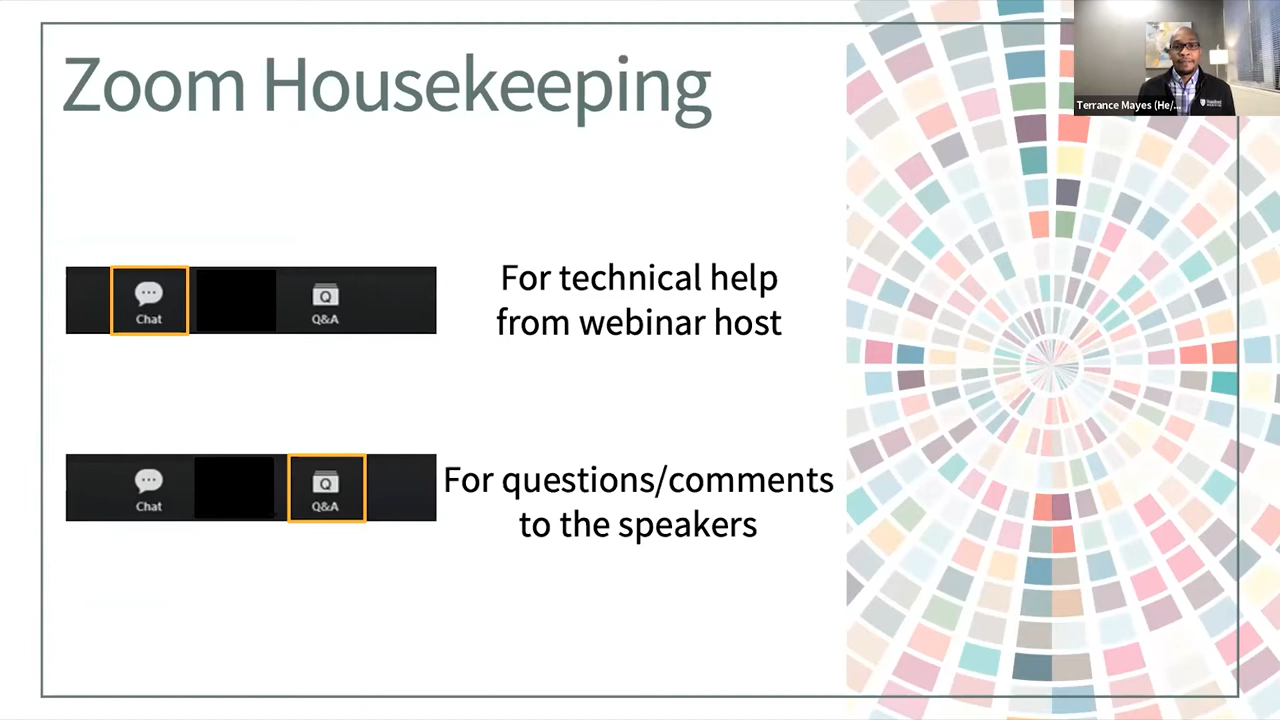 Zoom Housekeeping
Terrance Mayes (He/...
Chat
Q&A
For technical help
from webinar host
Chat
Q&A
For questions/comments
to the speakers